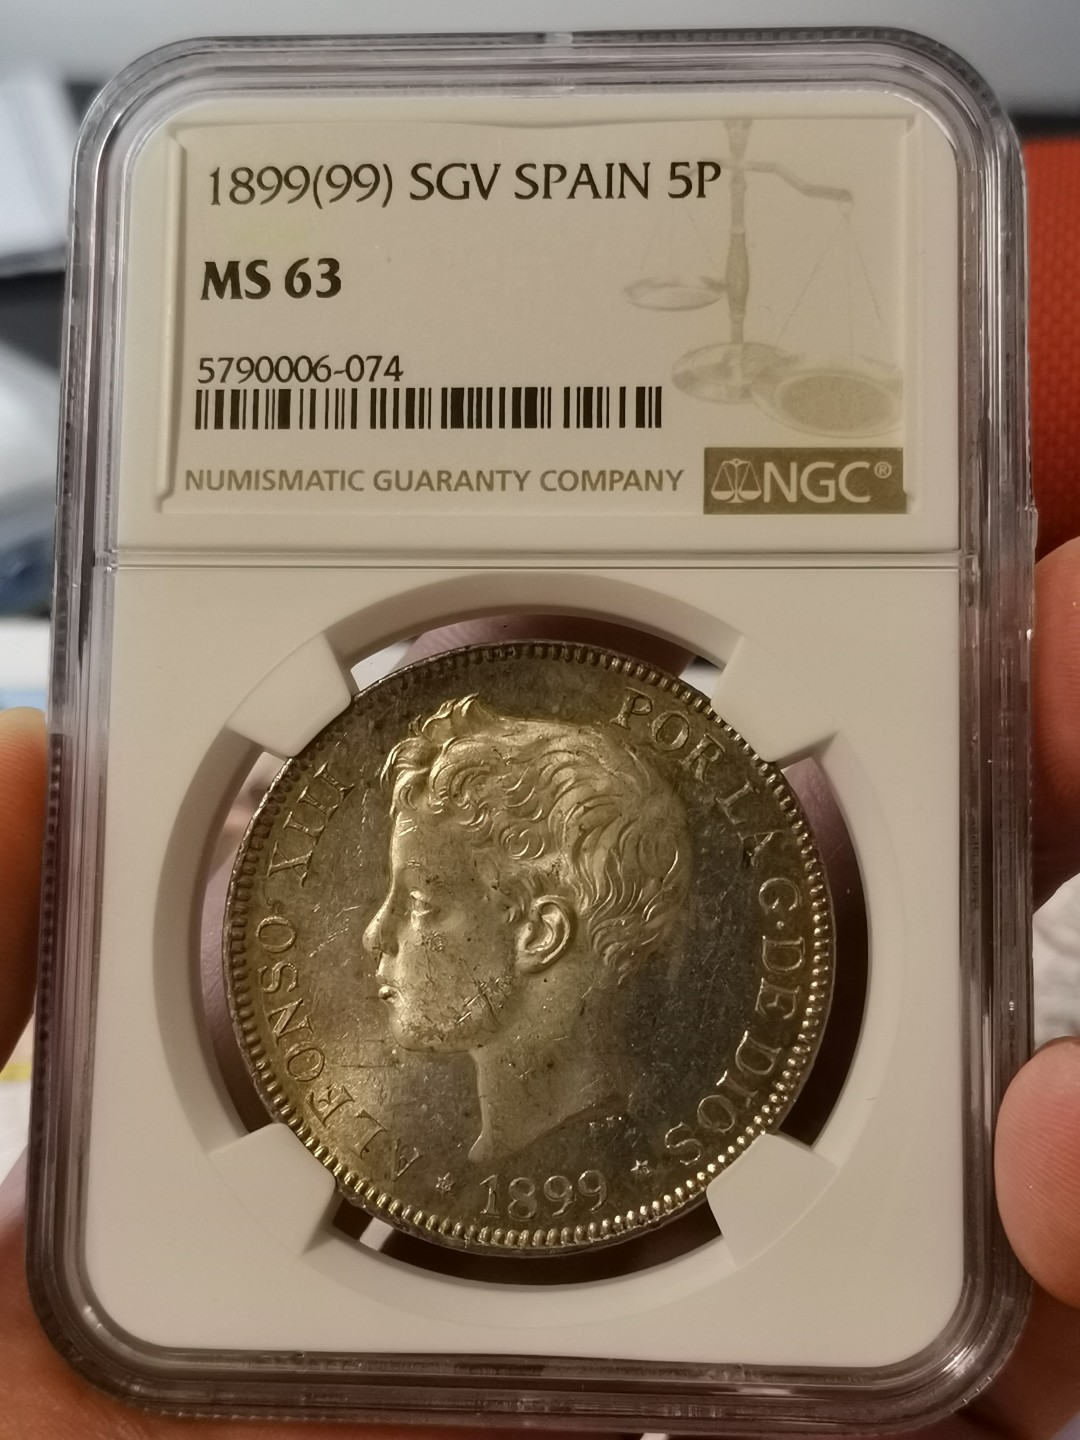 1899(99) SGV SPAIN 5P
MS 63
5790006-074
NUMISMATIC GUARANTY COMPANY
NGC®
ALFONSO XIII POR LA G·DE DIOS
* 1899 *